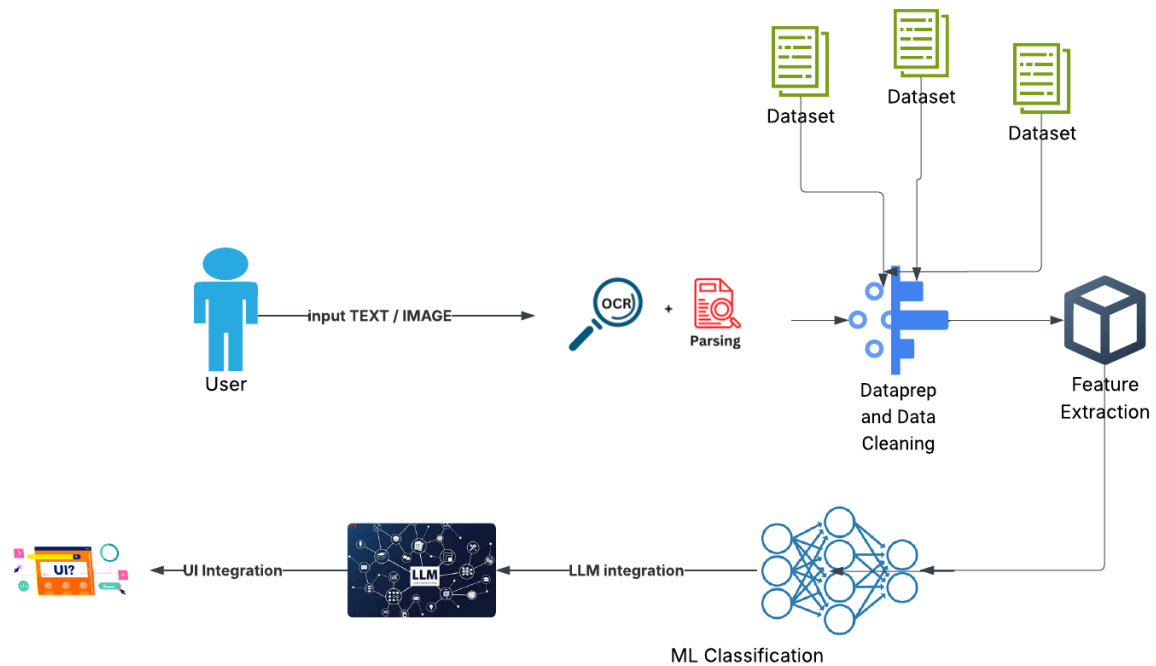 Dataset
Dataset
Dataset
input TEXT / IMAGE
OCR
+
Parsing
User
Dataprep
and Data
Cleaning
Feature
Extraction
UI?
UI Integration
LLM
LLM integration
ML Classification